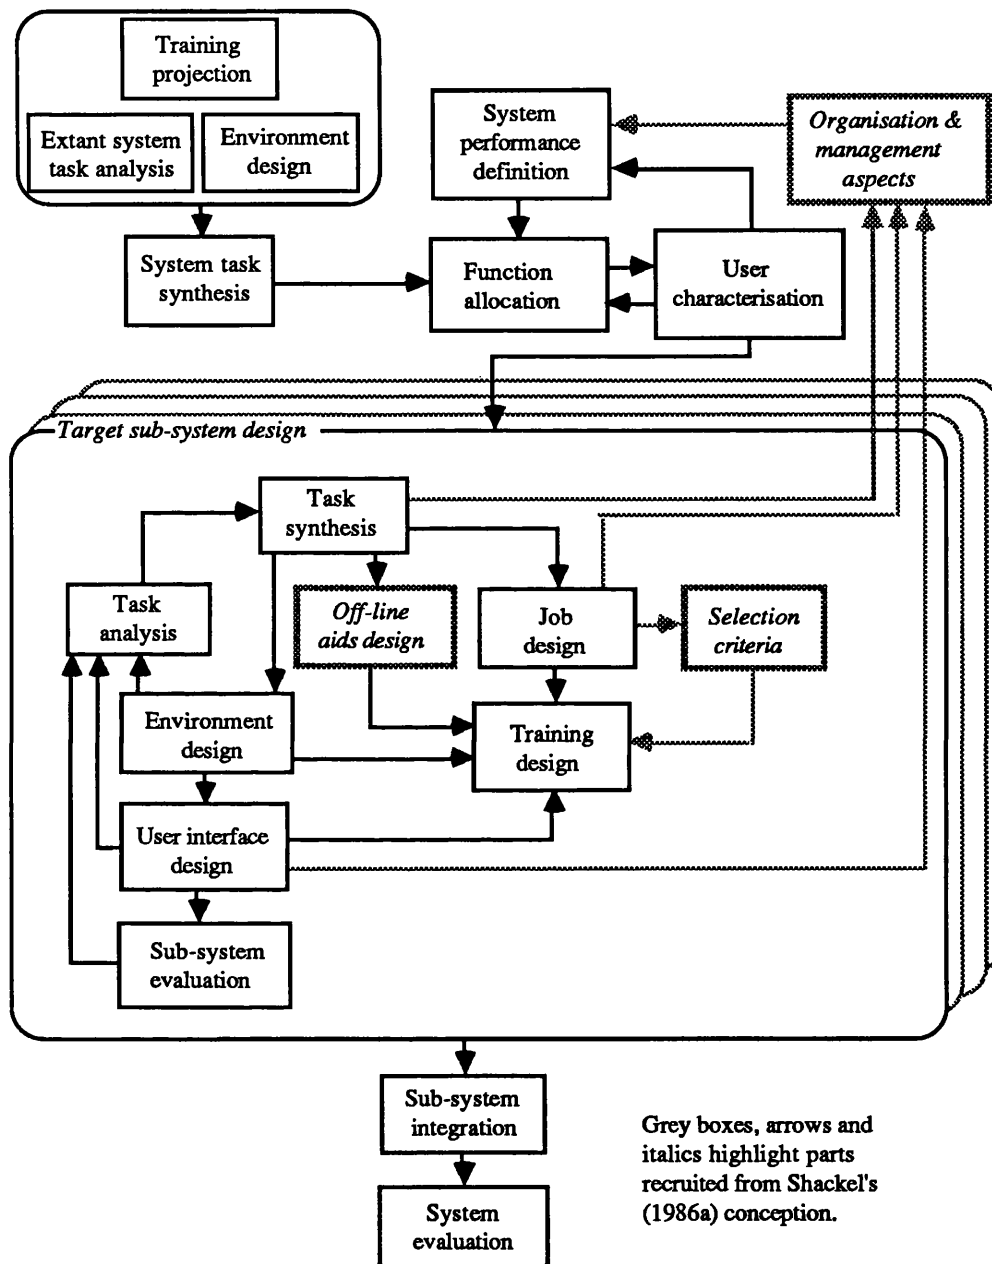 Training
projection
Extant system
task analysis
Environment
design
System
performance
definition
Organisation &
management
aspects
System task
synthesis
Function
allocation
User
characterisation
Target sub-system design
Task
synthesis
Task
analysis
Off-line
aids design
Job
design
Selection
criteria
Environment
design
Training
design
User interface
design
Sub-system
evaluation
Sub-system
integration
System
evaluation
Grey boxes, arrows and
italics highlight parts
recruited from Shackel's
(1986a) conception.